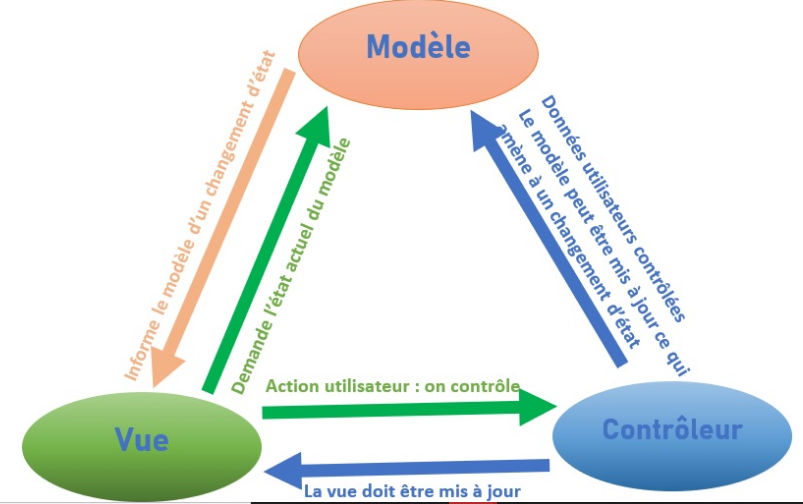 Modèle
Informe le modèle d'un changement d'état
Demande l'état actuel du modèle
Données utilisateurs contrôlées
Le modèle peut être mis à jour ce qui
amène à un changement d'état
Action utilisateur : on contrôle
Vue
Contrôleur
La vue doit être mis à jour